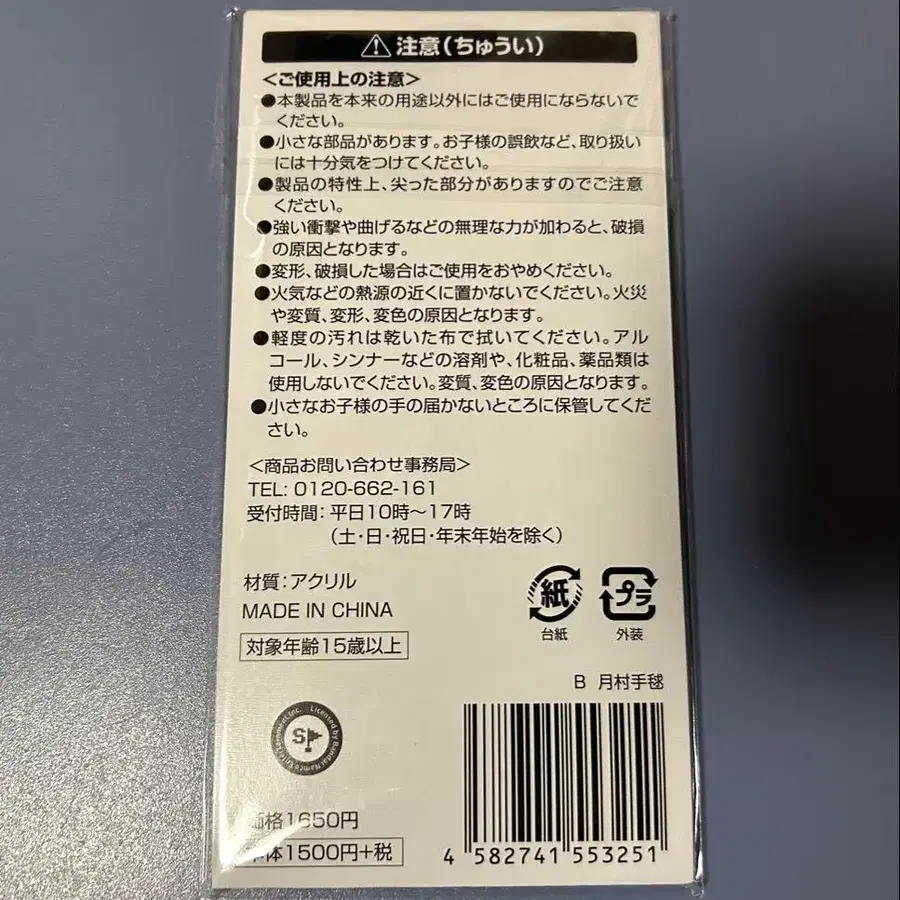 注意(ちゅうい)
<ご使用上の注意>
●本製品を本来の用途以外にはご使用にならないで
ください。
●小さな部品があります。お子様の誤飲など、取り扱い
には十分気をつけてください。
●製品の特性上、尖った部分がありますのでご注意
ください。
●強い衝撃や曲げるなどの無理な力が加わると、破損
の原因となります。
●変形、破損した場合はご使用をおやめください。
●火気などの熱源の近くに置かないでください。火災
や変質、変形、変色の原因となります。
●軽度の汚れは乾いた布で拭いてください。アル
コール、シンナーなどの溶剤や、化粧品、薬品類は
使用しないでください。変質、変色の原因となります。
●小さなお子様の手の届かないところに保管してくだ
さい。
<商品お問い合わせ事務局>
TEL: 0120-662-161
受付時間: 平日10時〜17時
(土・日・祝日・年末年始を除く)
材質:アクリル
MADE IN CHINA
対象年齢15歳以上
紙
台紙
プラ
外装
B 月村手毬
Licensed by Bandai Namco Entertainment Inc.
SP
価格1650円
本体1500円+税
4 582741 553251